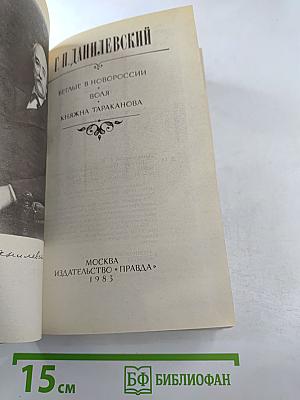 Г. П. ДАНИЛЕВСКИЙ
БЕГЛЫЕ В НОВОРОССИИ
ВОЛЯ
КНЯЖНА ТАРАКАНОВА
МОСКВА
ИЗДАТЕЛЬСТВО «ПРАВДА»
1983
15 см
БФ БИБЛИОФАН